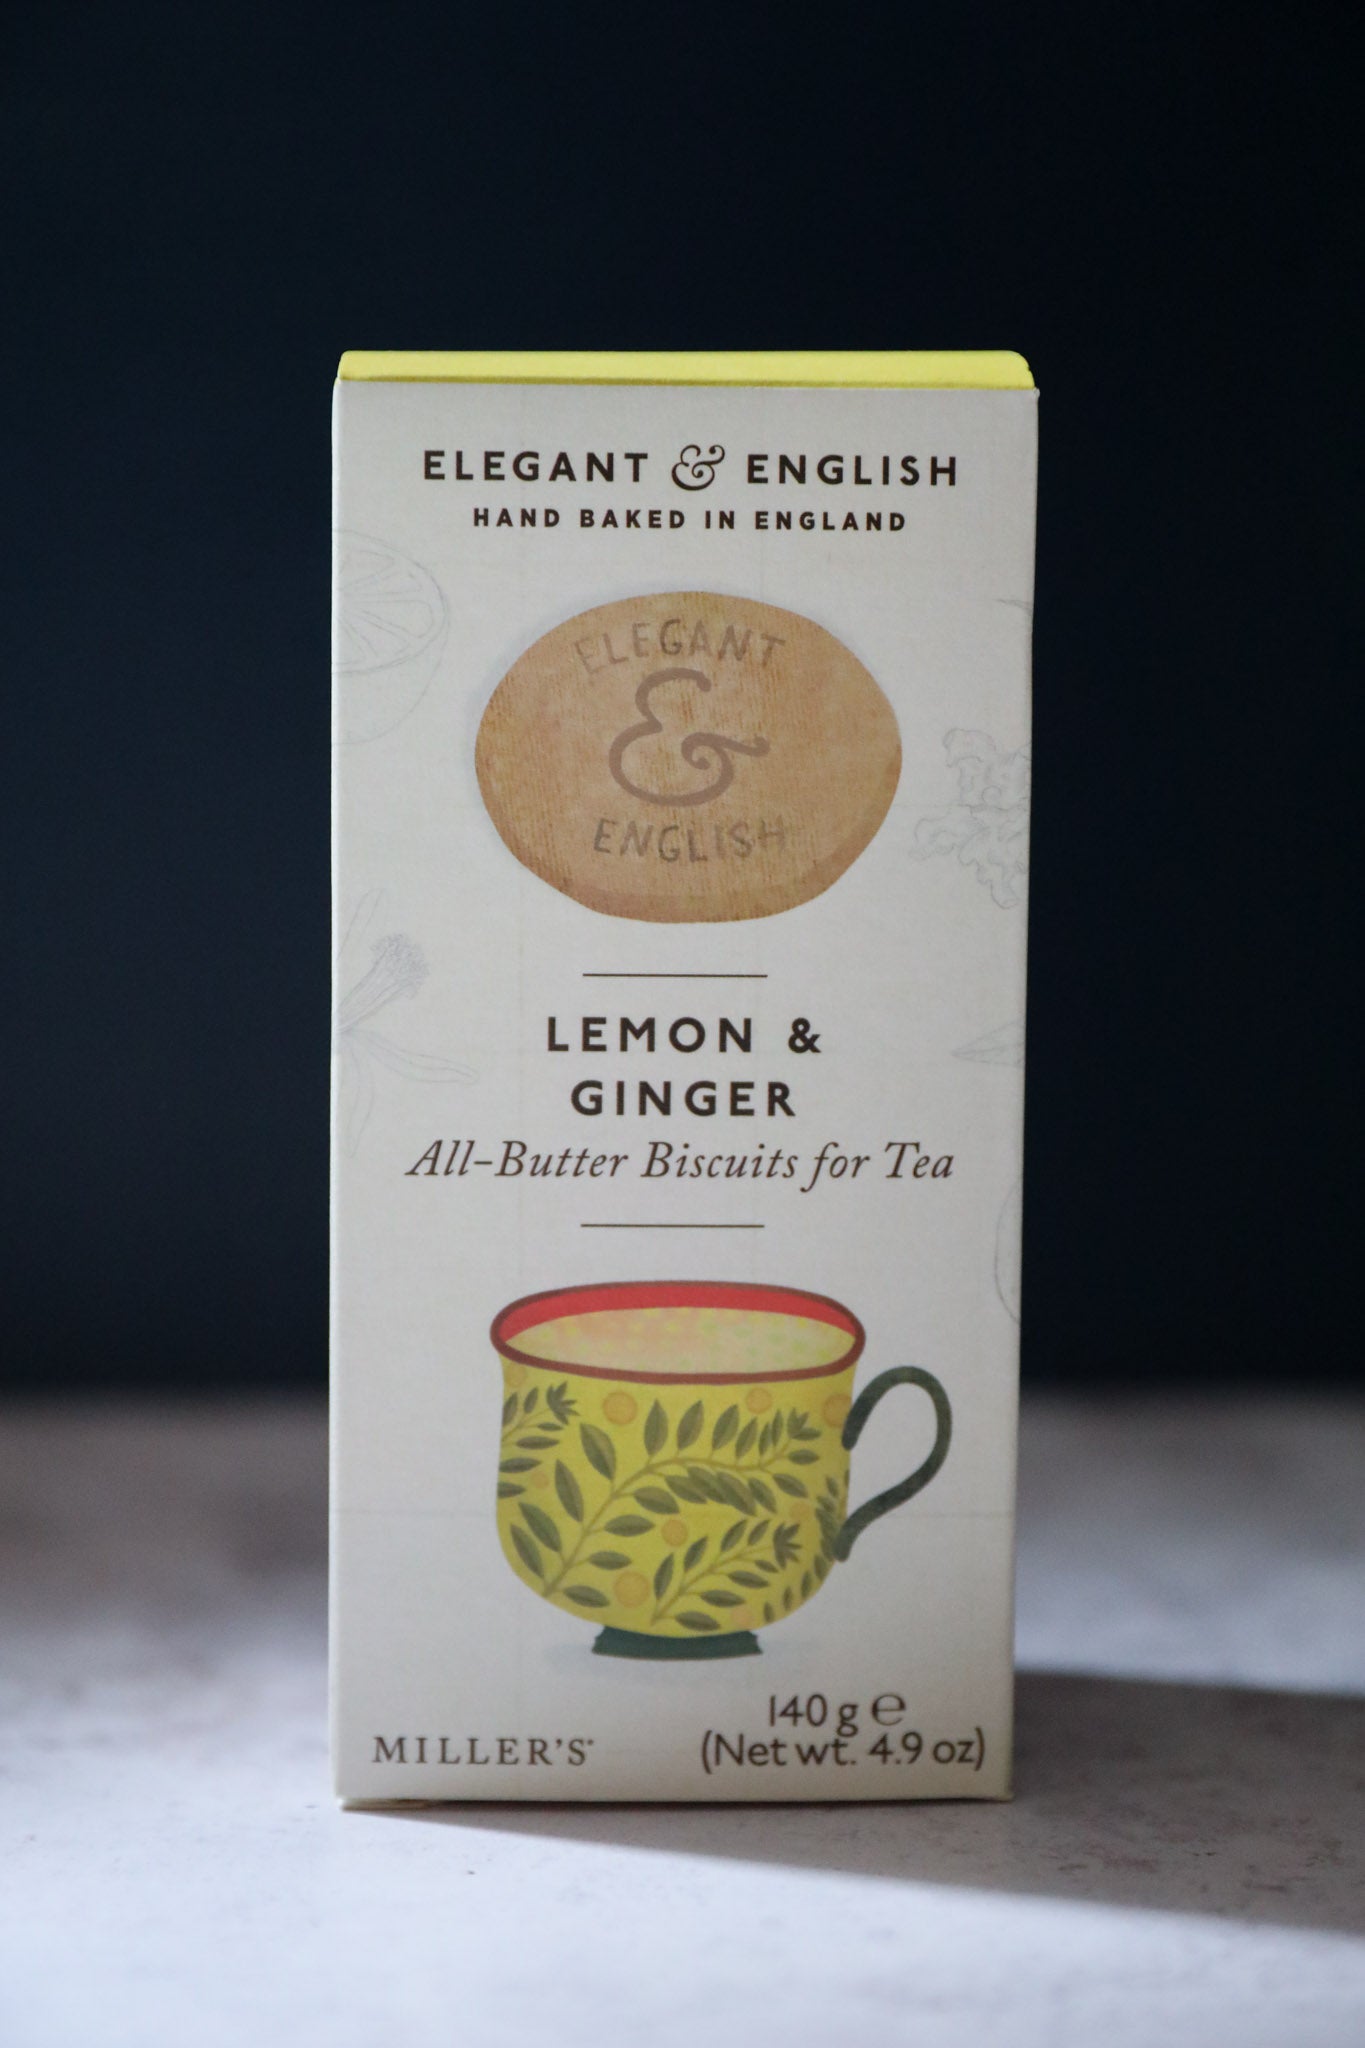 ELEGANT & ENGLISH
HAND BAKED IN ENGLAND
ELEGANT
&
ENGLISH
LEMON &
GINGER
All-Butter Biscuits for Tea
140 g ℮
MILLER'S
(Net wt. 4.9 oz)